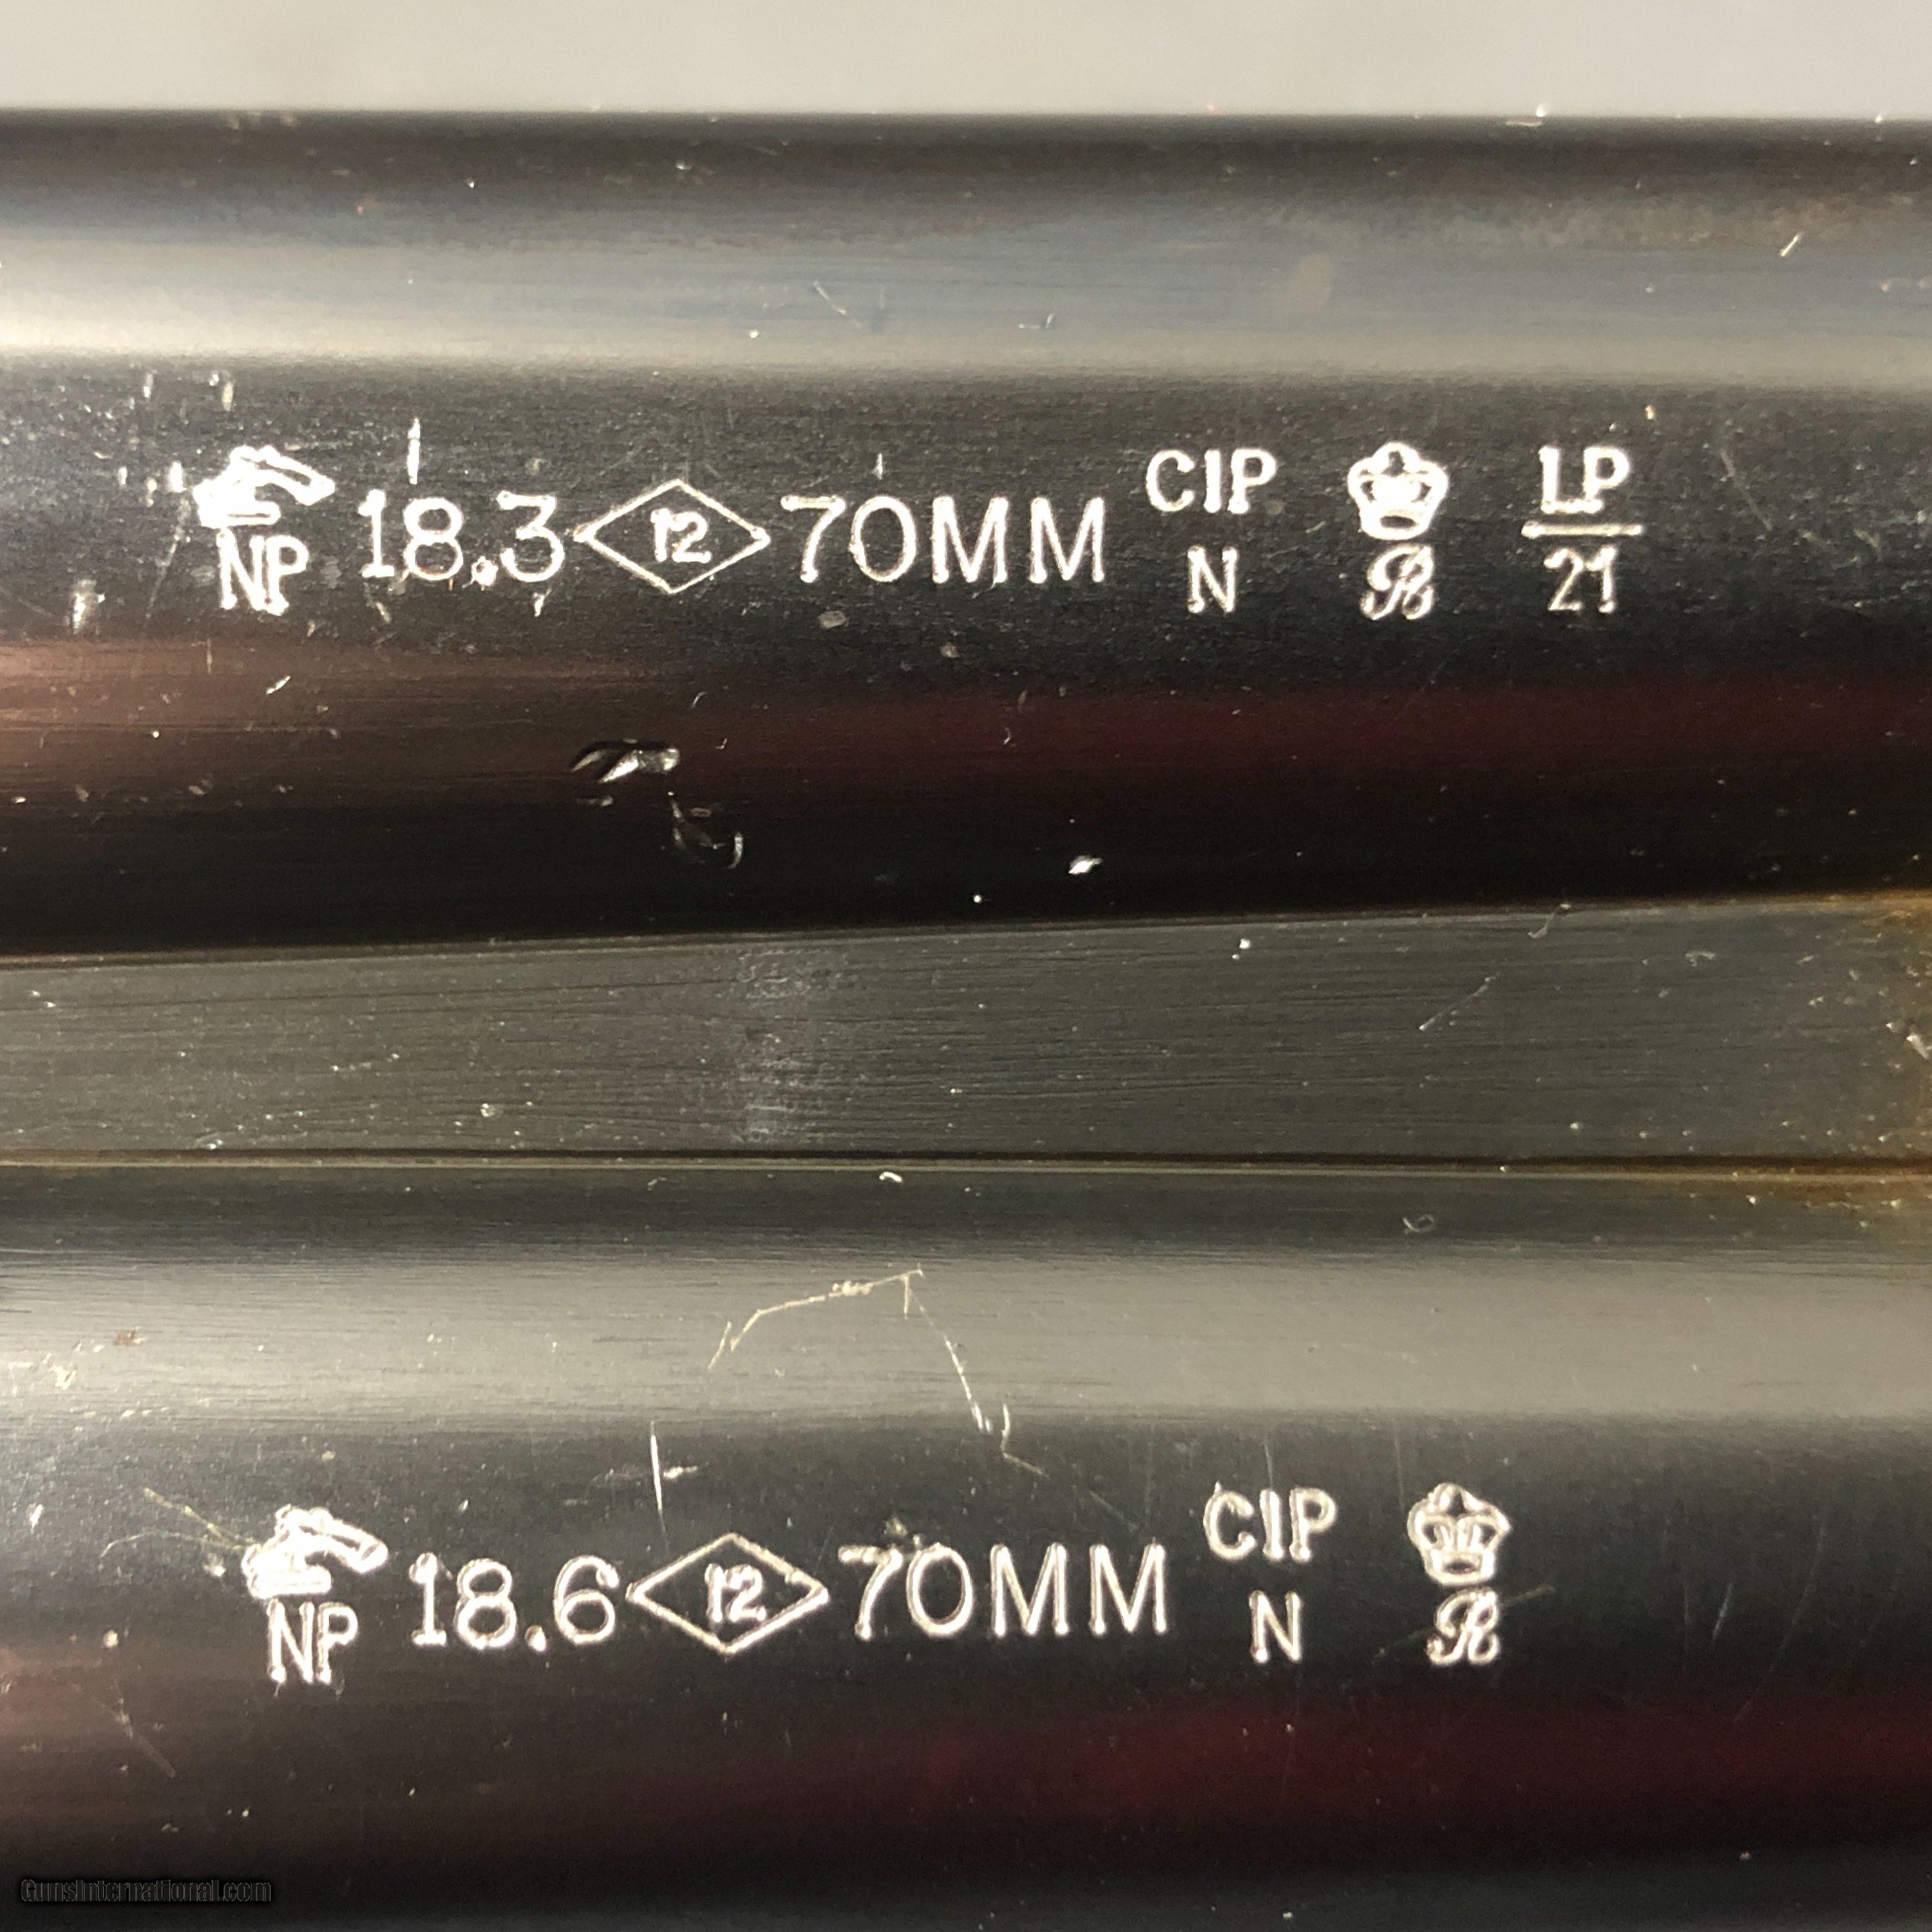 NP 18.3 12 70MM CIP N R LP 21
NP 18.6 12 70MM CIP N R
GunsInternational.com